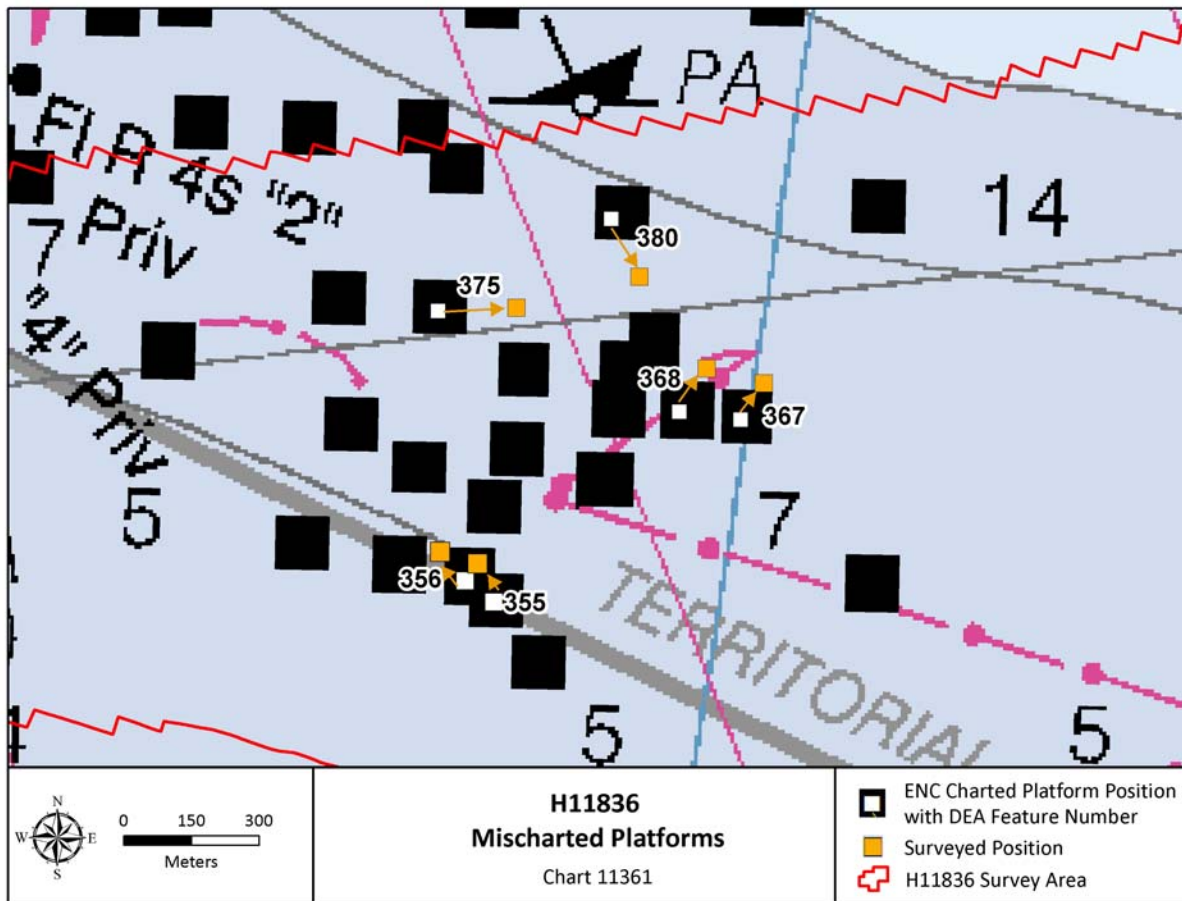 PA
Fl R 4s "2"
Priv
7
14
380
375
"4" Priv
368
367
5
7
356
355
TERRITORIAL
5
5
N
W E
S
0 150 300
Meters
H11836
Mischarted Platforms
Chart 11361
ENC Charted Platform Position
with DEA Feature Number
Surveyed Position
H11836 Survey Area